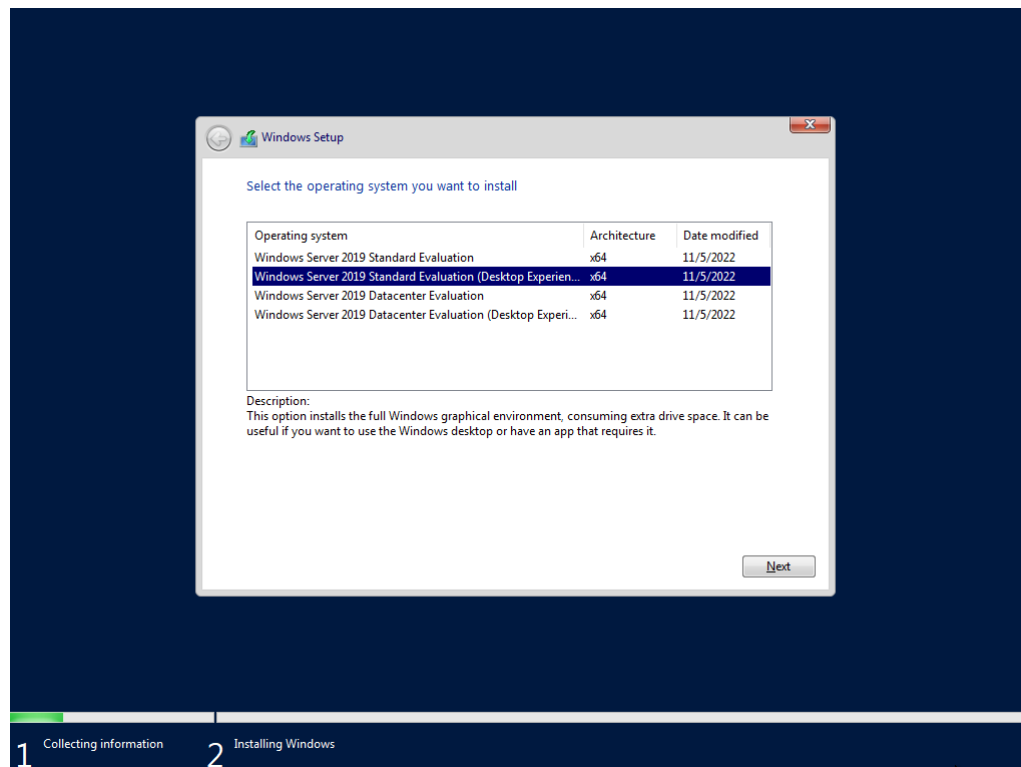 Windows Setup
Select the operating system you want to install
Operating system Architecture Date modified
Windows Server 2019 Standard Evaluation x64 11/5/2022
Windows Server 2019 Standard Evaluation (Desktop Experien... x64 11/5/2022
Windows Server 2019 Datacenter Evaluation x64 11/5/2022
Windows Server 2019 Datacenter Evaluation (Desktop Experi... x64 11/5/2022
Description:
This option installs the full Windows graphical environment, consuming extra drive space. It can be
useful if you want to use the Windows desktop or have an app that requires it.
Next
1 Collecting information 2 Installing Windows